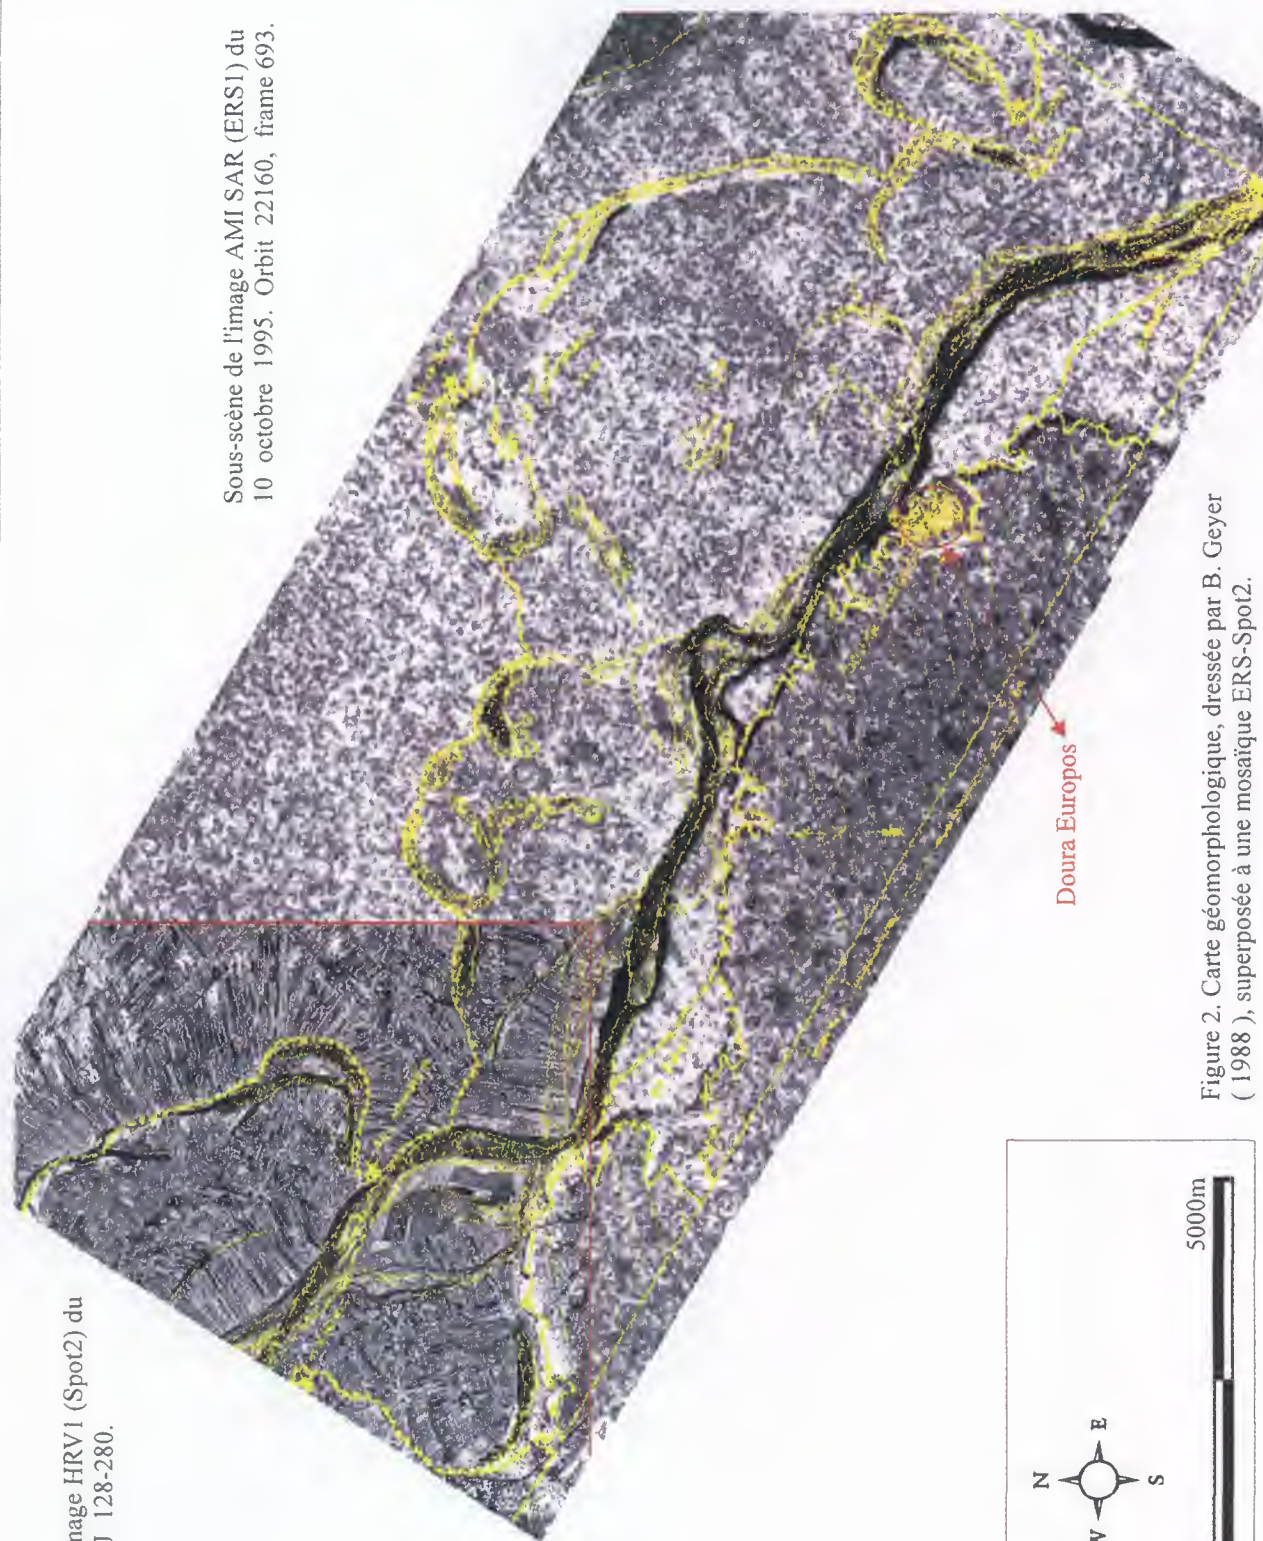 Sous-scène de l'image AMI SAR (ERS1) du
10 octobre 1995. Orbit 22160, frame 693.
HRV1 (Spot2) du
128-280.
Doura Europos
Figure 2. Carte géomorphologique, dressée par B. Geyer
( 1988 ), superposée à une mosaïque ERS-Spot2.
N
W
E
S
5000m